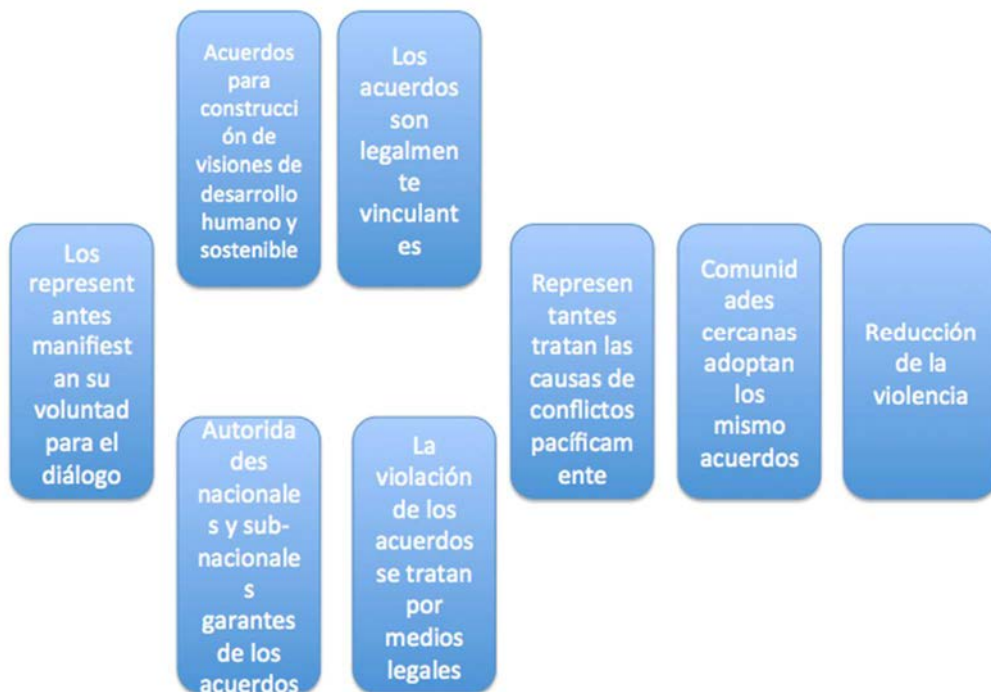 Los
represent
antes
manifiest
an su
voluntad
para el
diálogo
Acuerdos
para
construcci
ón de
visiones de
desarrollo
humano y
sostenible
Los
acuerdos
son
legalmen
te
vinculant
es
Autorida
des
nacionale
s y sub-
nacionale
s
garantes
de los
acuerdos
La
violación
de los
acuerdos
se tratan
por
medios
legales
Represen
tantes
tratan las
causas de
conflictos
pacíficam
ente
Comunid
ades
cercanas
adoptan
los
mismo
acuerdos
Reducción
de la
violencia